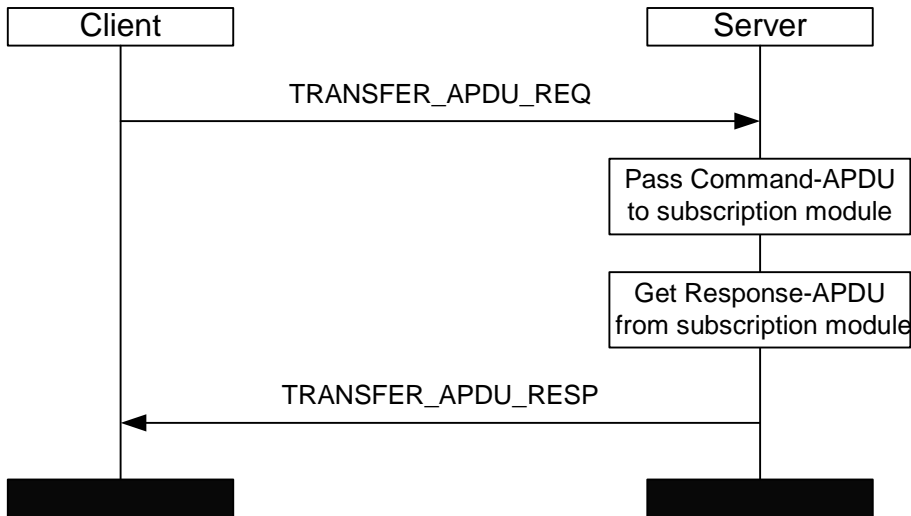 Client
Server
TRANSFER_APDU_REQ
Pass Command-APDU
to subscription module
Get Response-APDU
from subscription module
TRANSFER_APDU_RESP